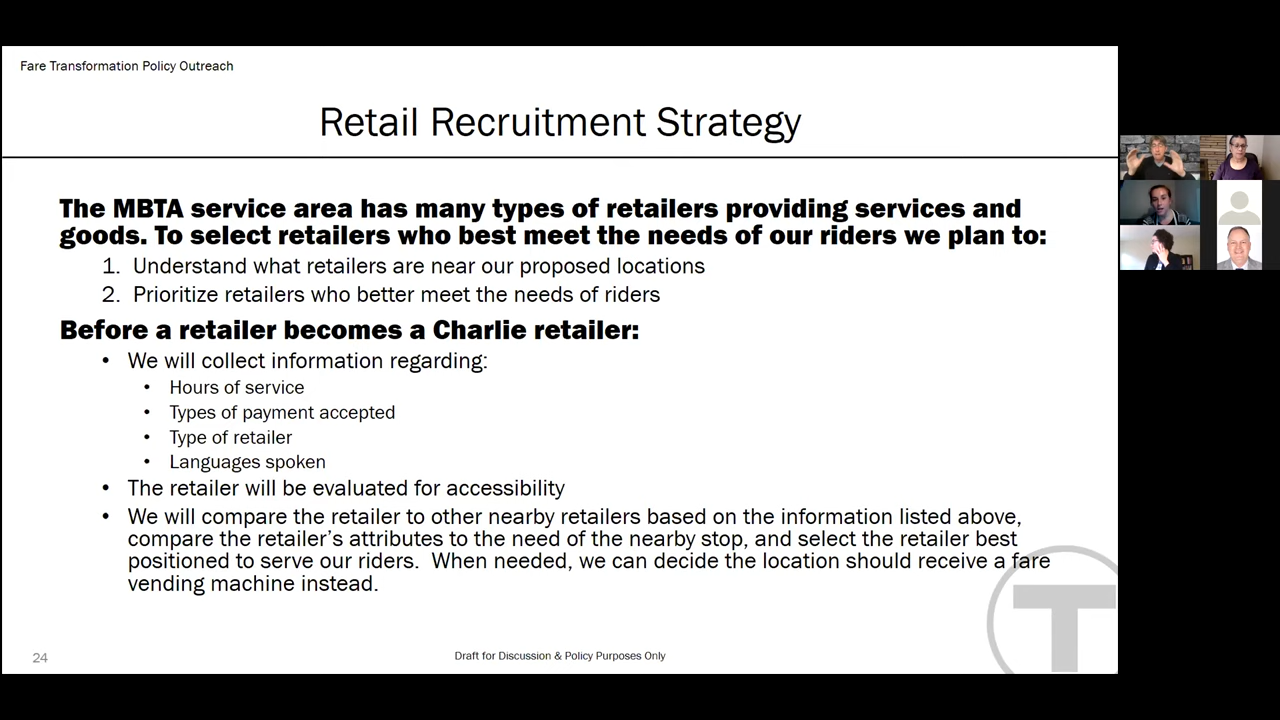 Fare Transformation Policy Outreach
Retail Recruitment Strategy
The MBTA service area has many types of retailers providing services and
goods. To select retailers who best meet the needs of our riders we plan to:
1. Understand what retailers are near our proposed locations
2. Prioritize retailers who better meet the needs of riders
Before a retailer becomes a Charlie retailer:
• We will collect information regarding:
• Hours of service
• Types of payment accepted
• Type of retailer
• Languages spoken
• The retailer will be evaluated for accessibility
• We will compare the retailer to other nearby retailers based on the information listed above,
compare the retailer's attributes to the need of the nearby stop, and select the retailer best
positioned to serve our riders.  When needed, we can decide the location should receive a fare
vending machine instead.
T
24
Draft for Discussion & Policy Purposes Only